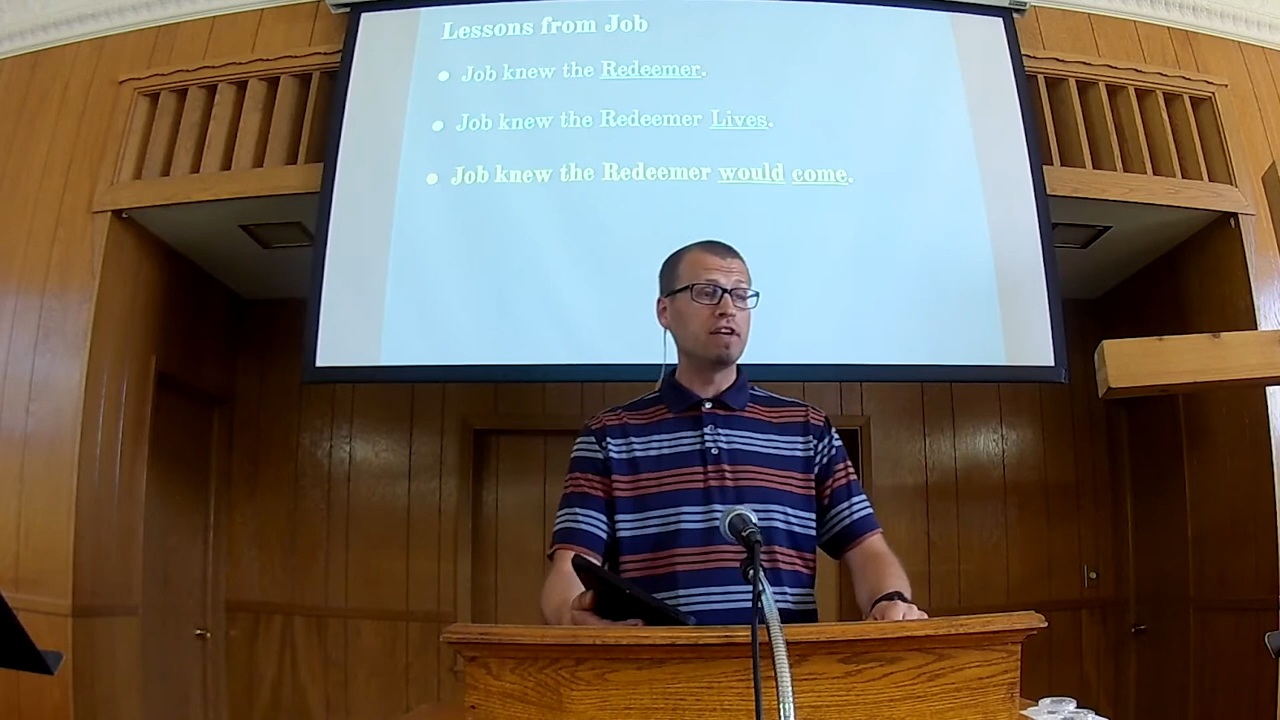 Lessons from Job
• Job knew the Redeemer.
• Job knew the Redeemer Lives.
• Job knew the Redeemer would come.